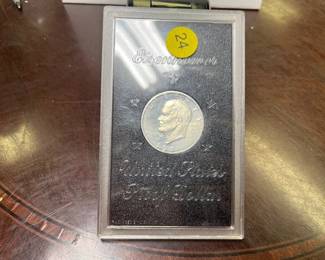 24
Eisenhower
United States
Proof Dollar